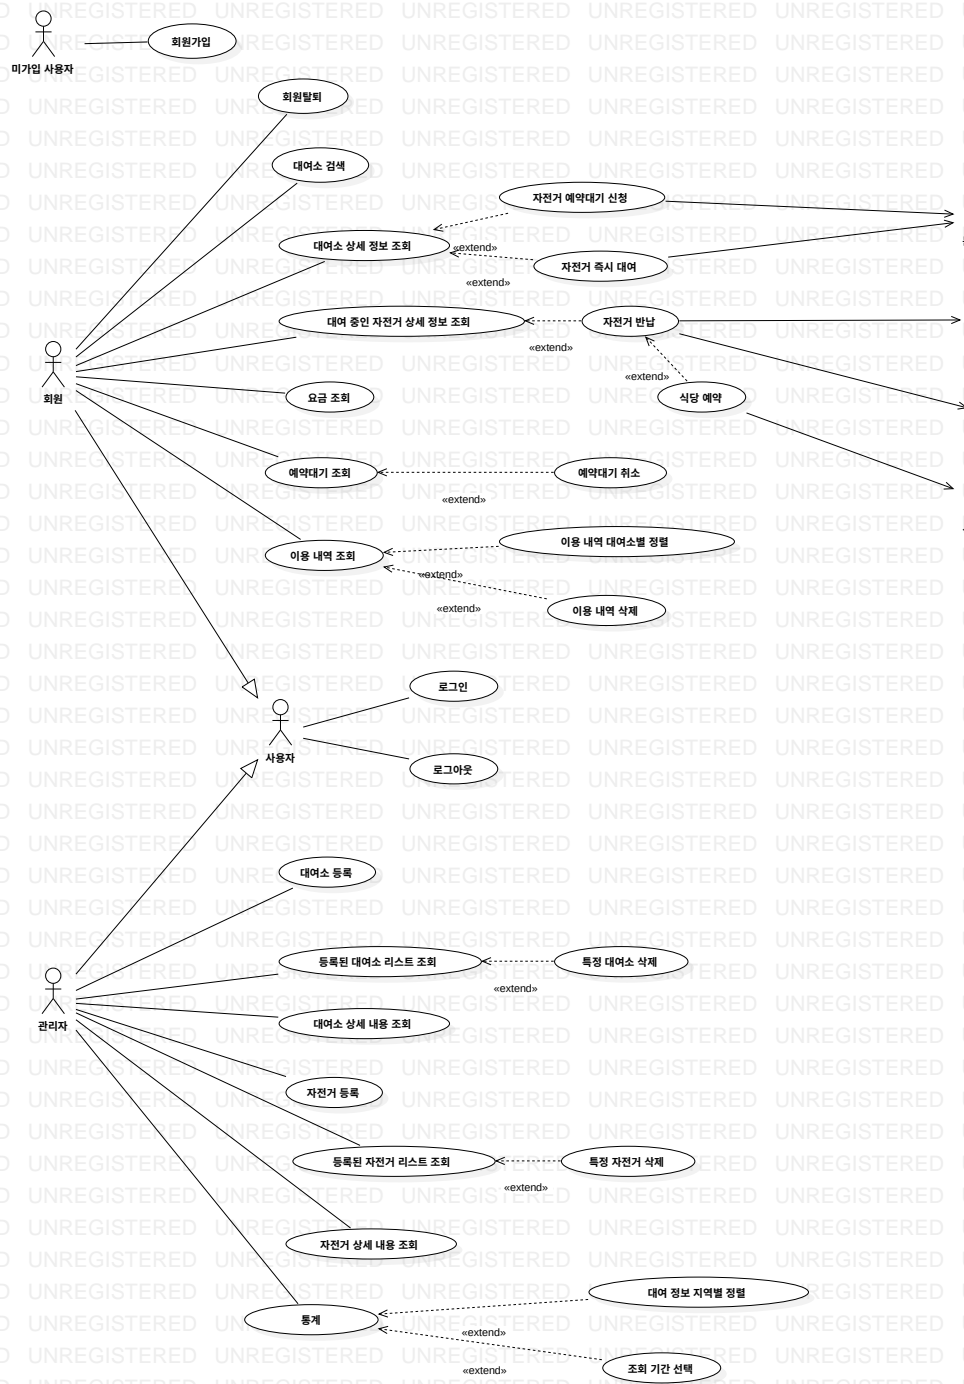 회원가입
미가입 사용자
회원탈퇴
대여소 검색
자전거 예약대기 신청
대여소 상세 정보 조회
«extend»
자전거 즉시 대여
«extend»
대여 중인 자전거 상세 정보 조회
자전거 반납
«extend»
«extend»
회원
요금 조회
식당 예약
예약대기 조회
예약대기 취소
«extend»
이용 내역 대여소별 정렬
이용 내역 조회
«extend»
«extend»
이용 내역 삭제
로그인
사용자
로그아웃
대여소 등록
등록된 대여소 리스트 조회
특정 대여소 삭제
«extend»
관리자
대여소 상세 내용 조회
자전거 등록
등록된 자전거 리스트 조회
특정 자전거 삭제
«extend»
자전거 상세 내용 조회
대여 정보 지역별 정렬
통계
«extend»
«extend»
조회 기간 선택
UNREGISTERED